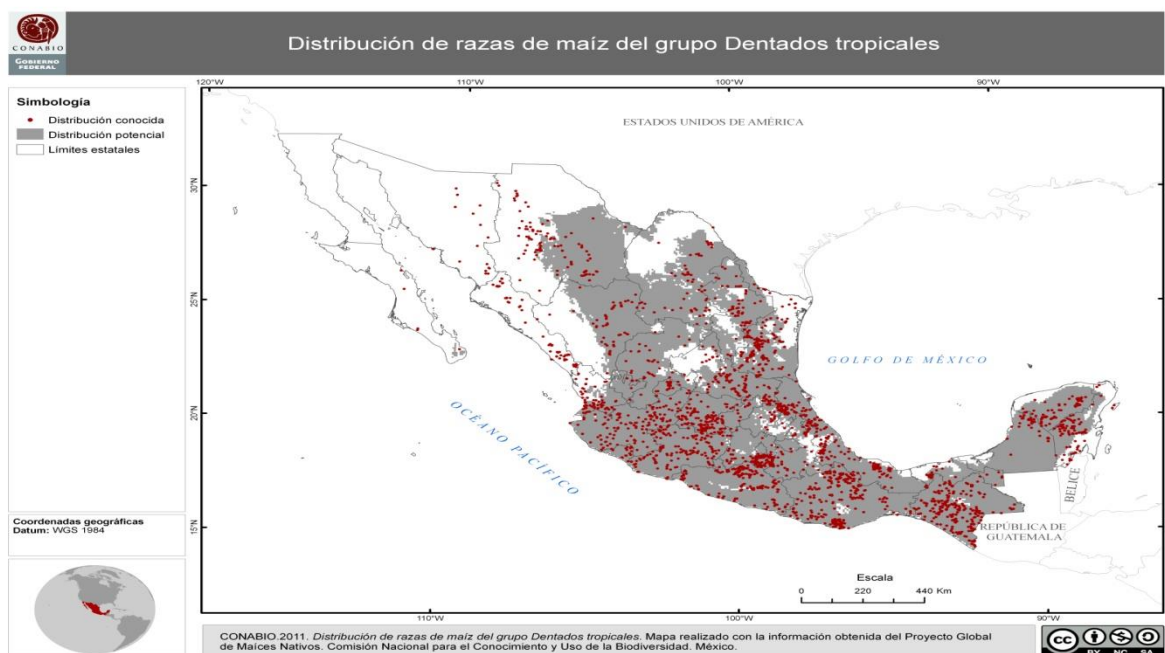 CONABIO
GOBIERNO
FEDERAL
Distribución de razas de maíz del grupo Dentados tropicales
Simbología
Distribución conocida
Distribución potencial
Límites estatales
120°W
110°W
100°W
90°W
ESTADOS UNIDOS DE AMÉRICA
30°N
25°N
GOLFO DE MÉXICO
20°N
OCÉANO PACÍFICO
BELICE
15°N
REPÚBLICA DE
GUATEMALA
Coordenadas geográficas
Datum: WGS 1984
Escala
0 220 440 Km
110°W
100°W
90°W
CONABIO.2011. Distribución de razas de maíz del grupo Dentados tropicales. Mapa realizado con la información obtenida del Proyecto Global
de Maíces Nativos. Comisión Nacional para el Conocimiento y Uso de la Biodiversidad. México.
cc
BY NC SA